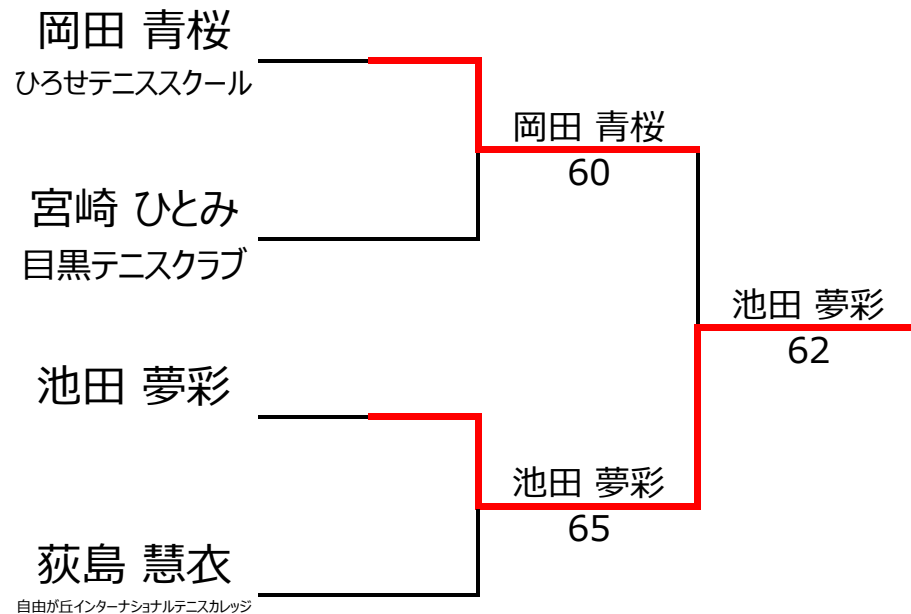 岡田 青桜
ひろせテニススクール
岡田 青桜
60
宮崎 ひとみ
目黒テニスクラブ
池田 夢彩
62
池田 夢彩
池田 夢彩
65
荻島 慧衣
自由が丘インターナショナルテニスカレッジ